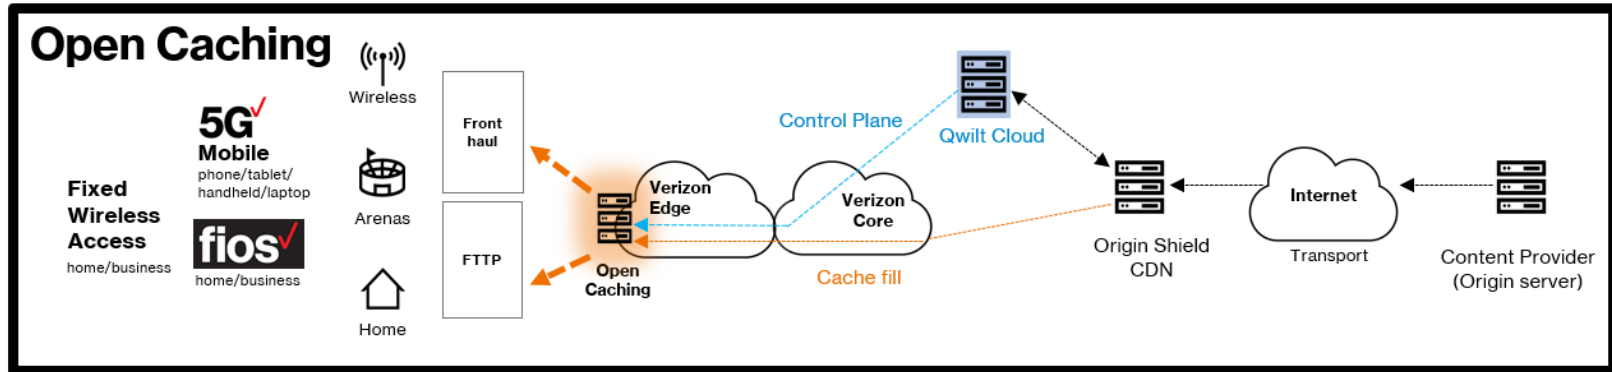 Open Caching
Fixed
Wireless
Access
home/business
5G
Mobile
phone/tablet/
handheld/laptop
fios
home/business
Wireless
Arenas
Home
Front
haul
FTTP
Open
Caching
Verizon
Edge
Verizon
Core
Control Plane
Cache fill
Qwilt Cloud
Origin Shield
CDN
Internet
Transport
Content Provider
(Origin server)